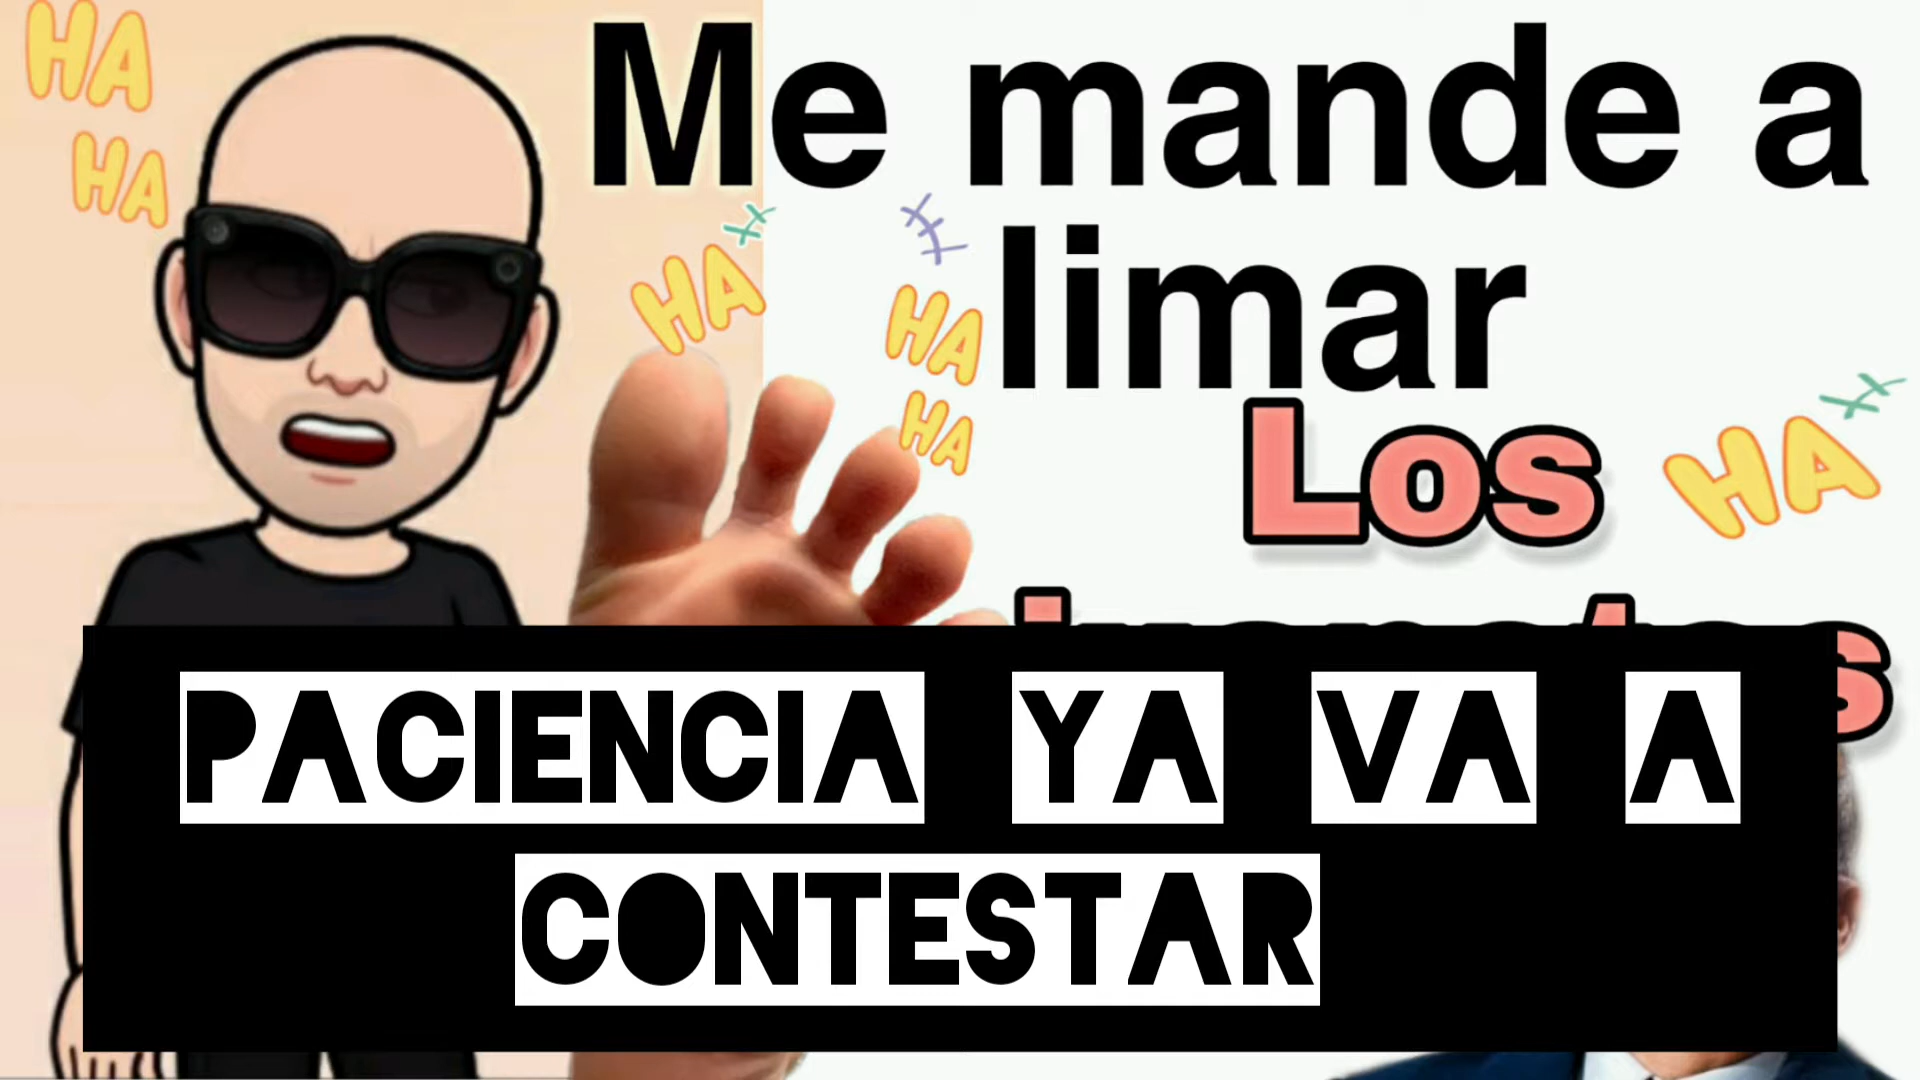 HA
HA
Me mande a
limar
HA
HA
HA
Los
HA
PACIENCIA YA VA A
CONTESTAR